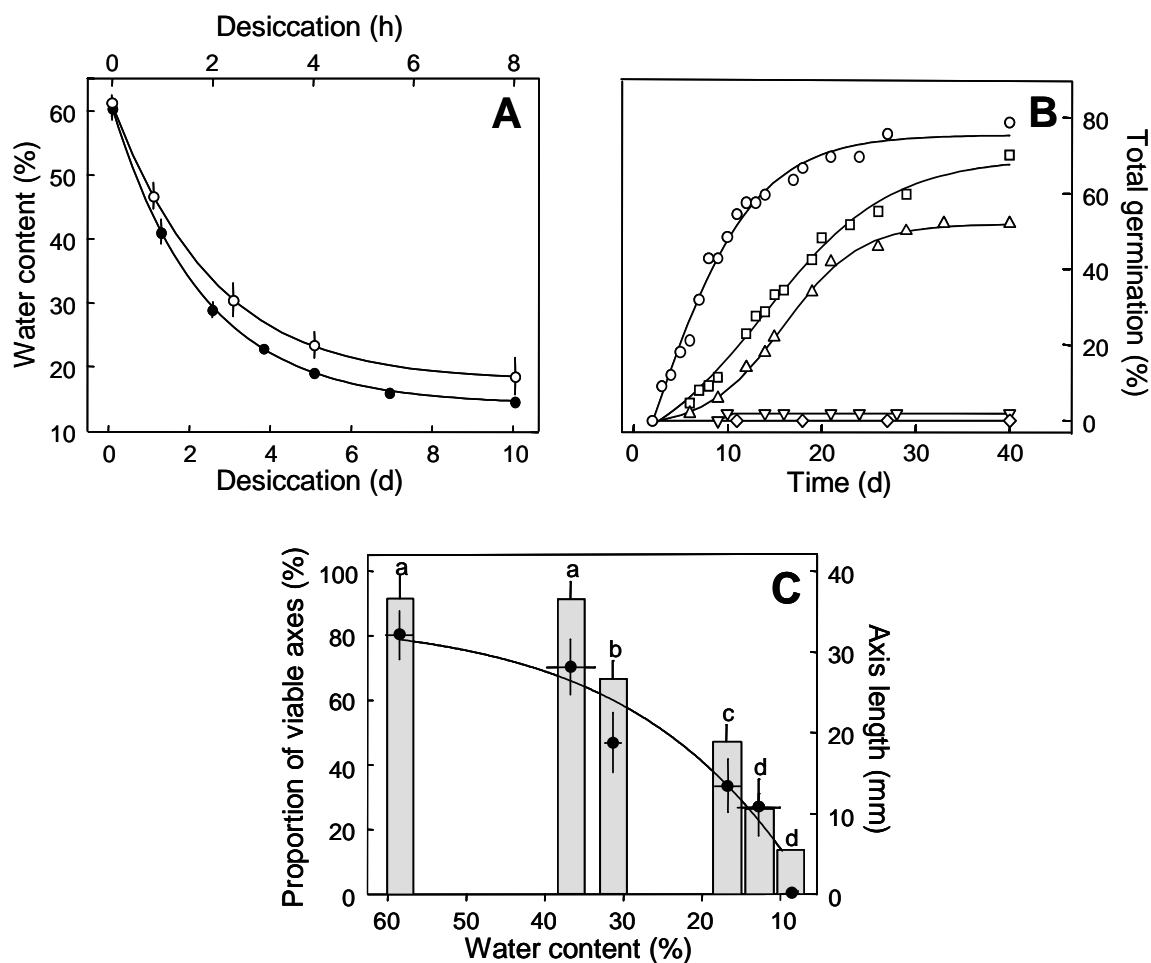 Desiccation (h)
0 2 4 6 8
A
Water content (%)
60
50
40
30
20
10
0 2 4 6 8 10
Desiccation (d)
B
Total germination (%)
80
60
40
20
0
0 10 20 30 40
Time (d)
C
Proportion of viable axes (%)
100
80
60
40
20
0
a a b c d d
Axis length (mm)
40
30
20
10
0
60 50 40 30 20 10
Water content (%)